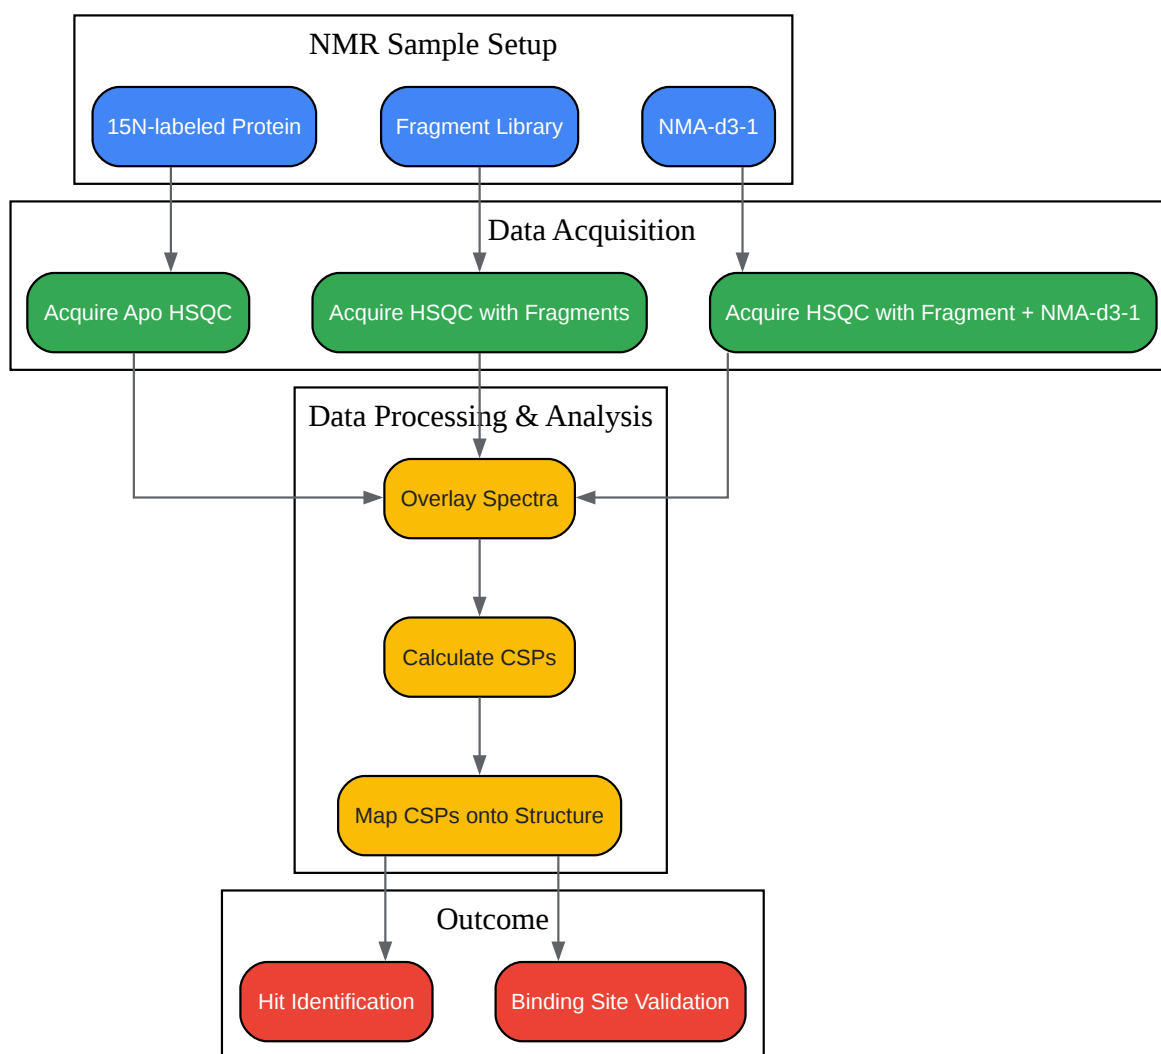 NMR Sample Setup
15N-labeled Protein
Fragment Library
NMA-d3-1
Data Acquisition
Acquire Apo HSQC
Acquire HSQC with Fragments
Acquire HSQC with Fragment + NMA-d3-1
Data Processing & Analysis
Overlay Spectra
Calculate CSPs
Map CSPs onto Structure
Outcome
Hit Identification
Binding Site Validation